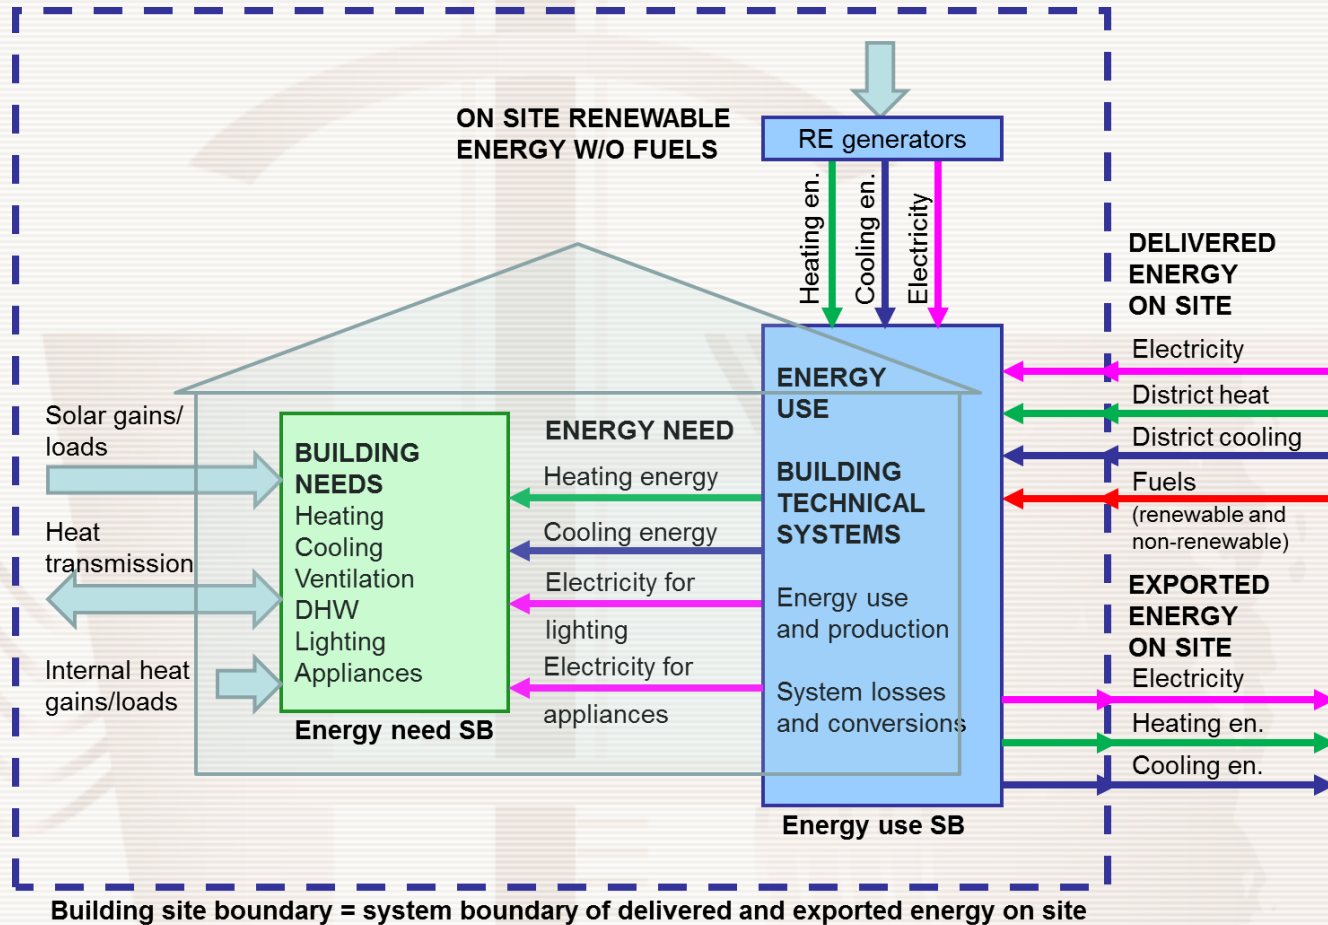 ON SITE RENEWABLE
ENERGY W/O FUELS
RE generators
Heating en.
Cooling en.
Electricity
DELIVERED
ENERGY
ON SITE
Electricity
District heat
District cooling
Fuels
(renewable and
non-renewable)
EXPORTED
ENERGY
ON SITE
Electricity
Heating en.
Cooling en.
ENERGY
USE
BUILDING
TECHNICAL
SYSTEMS
Energy use
and production
System losses
and conversions
Energy use SB
ENERGY NEED
Heating energy
Cooling energy
Electricity for
lighting
Electricity for
appliances
BUILDING
NEEDS
Heating
Cooling
Ventilation
DHW
Lighting
Appliances
Energy need SB
Solar gains/
loads
Heat
transmission
Internal heat
gains/loads
Building site boundary = system boundary of delivered and exported energy on site